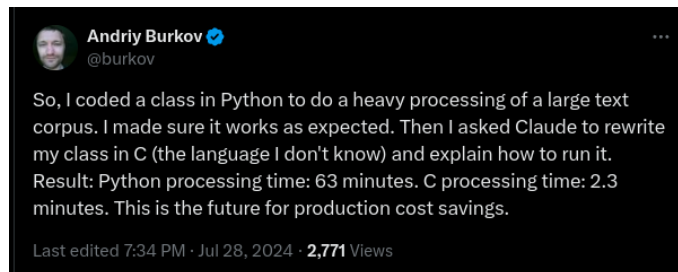 Andriy Burkov
@burkov
So, I coded a class in Python to do a heavy processing of a large text
corpus. I made sure it works as expected. Then I asked Claude to rewrite
my class in C (the language I don't know) and explain how to run it.
Result: Python processing time: 63 minutes. C processing time: 2.3
minutes. This is the future for production cost savings.
Last edited 7:34 PM · Jul 28, 2024 · 2,771 Views